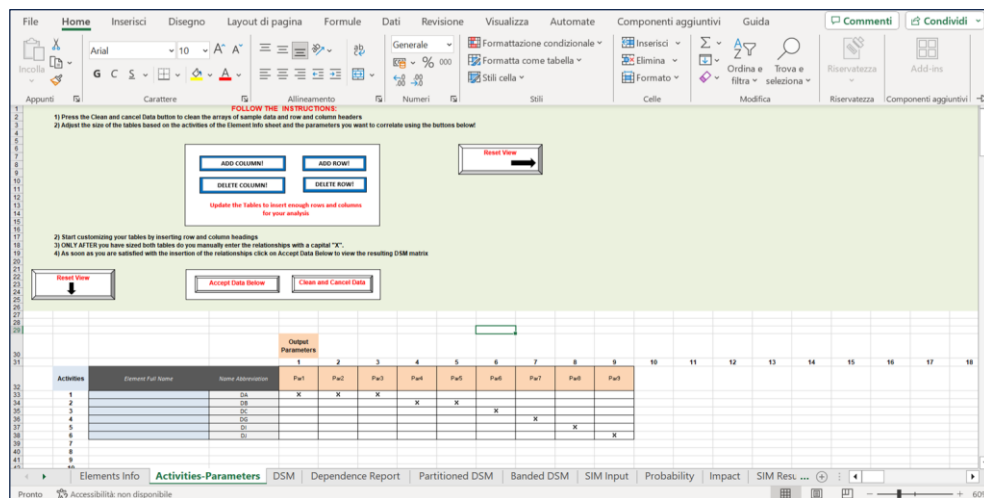 File Home Inserisci Disegno Layout di pagina Formule Dati Revisione Visualizza Automate Componenti aggiuntivi Guida Commenti Condividi
Incolla
Arial 10 A A
G C S A
Generale
% 000
Formattazione condizionale
Formatta come tabella
Stili cella
Inserisci
Elimina
Formato
Ordina e filtra
Trova e seleziona
Riservatezza
Add-ins
Appunti Carattere Allineamento Numeri Stili Celle Modifica Riservatezza Componenti aggiuntivi
FOLLOW THE INSTRUCTIONS:
1) Press the Clean and cancel Data button to clean the arrays of sample data and row and column headers
2) Adjust the size of the tables based on the activities of the Element Info sheet and the parameters you want to correlate using the buttons below!
ADD COLUMN! ADD ROW!
DELETE COLUMN! DELETE ROW!
Update the Tables to insert enough rows and columns
for your analysis
Reset View
2) Start customizing your tables by inserting row and column headings
3) ONLY AFTER you have sized both tables do you manually enter the relationships with a capital "X".
4) As soon as you are satisfied with the insertion of the relationships click on Accept Data Below to view the resulting DSM matrix
Reset View
Accept Data Below Clean and Cancel Data
Output
Parameters
1 2 3 4 5 6 7 8 9 10 11 12 13 14 15 16 17 18
Activities Element Full Name Name Abbreviation Par1 Par2 Par3 Par4 Par5 Par6 Par7 Par8 Par9
1 DA X X X
2 DB X X
3 DC X
4 DG X
5 DI X
6 DJ X
7
8
9
Elements Info Activities-Parameters DSM Dependence Report Partitioned DSM Banded DSM SIM Input Probability Impact SIM Resu ...
Pronto Accessibilità: non disponibile 60%